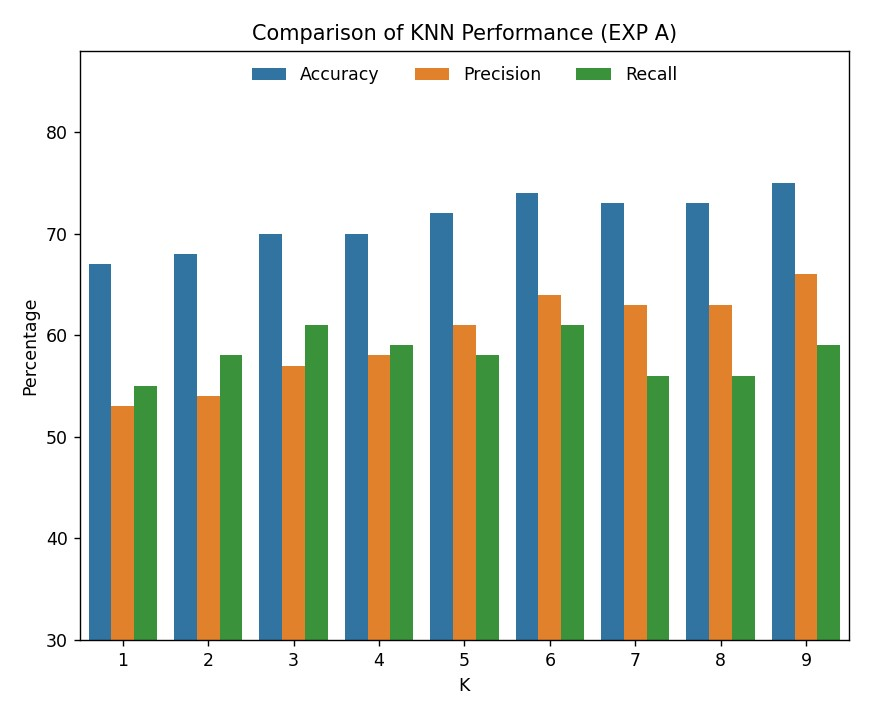 Comparison of KNN Performance (EXP A)
Accuracy Precision Recall
80
70
60
50
40
30
Percentage
1 2 3 4 5 6 7 8 9
K